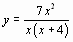 y = 7x² / x(x + 4)